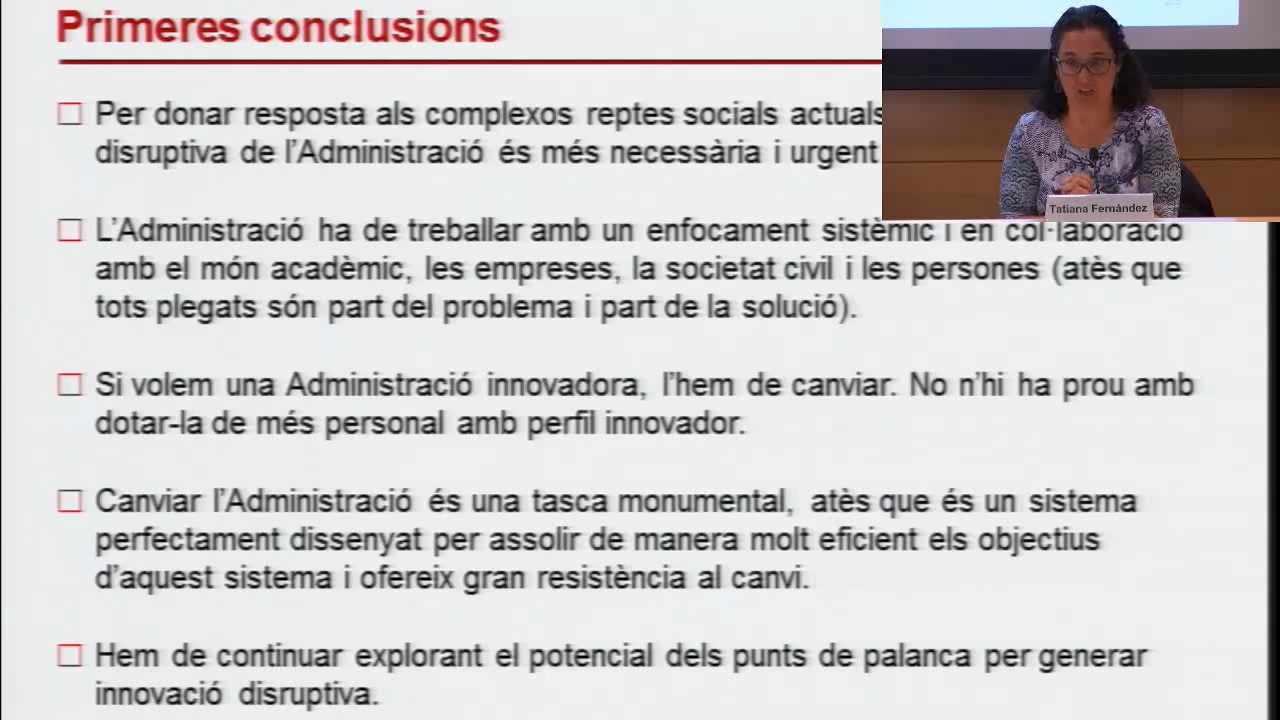 Primeres conclusions
Per donar resposta als complexos reptes socials actuals
disruptiva de l’Administració és més necessària i urgent
L’Administració ha de treballar amb un enfocament sistèmic i en col·laboració
amb el món acadèmic, les empreses, la societat civil i les persones (atès que
tots plegats són part del problema i part de la solució).
Si volem una Administració innovadora, l’hem de canviar. No n’hi ha prou amb
dotar-la de més personal amb perfil innovador.
Canviar l’Administració és una tasca monumental, atès que és un sistema
perfectament dissenyat per assolir de manera molt eficient els objectius
d’aquest sistema i ofereix gran resistència al canvi.
Hem de continuar explorant el potencial dels punts de palanca per generar
innovació disruptiva.
Tatiana Fernández